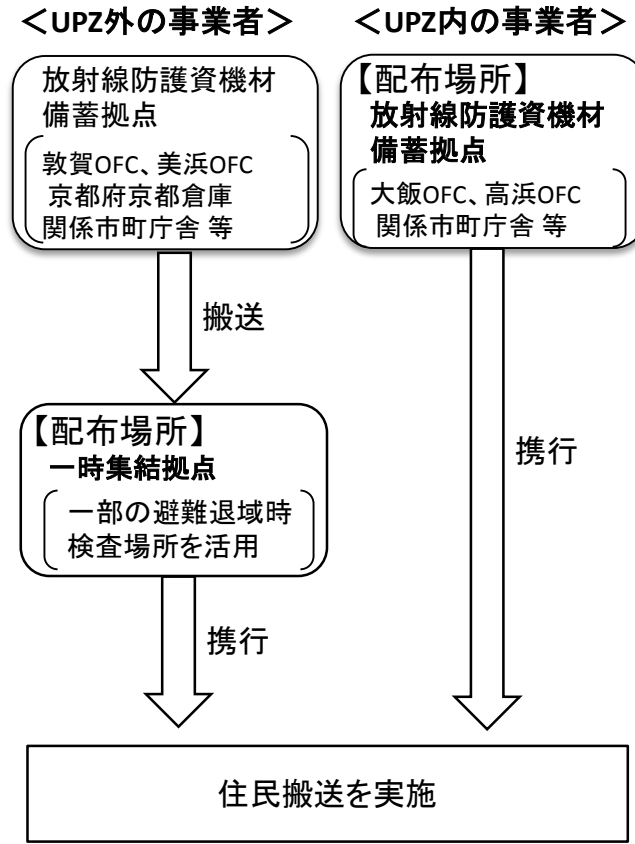 ＜UPZ外の事業者＞
放射線防護資機材
備蓄拠点
敦賀OFC、美浜OFC
京都府京都倉庫
関係市町庁舎 等
搬送
【配布場所】
一時集結拠点
一部の避難退域時
検査場所を活用
携行
＜UPZ内の事業者＞
【配布場所】
放射線防護資機材
備蓄拠点
大飯OFC、高浜OFC
関係市町庁舎 等
携行
住民搬送を実施